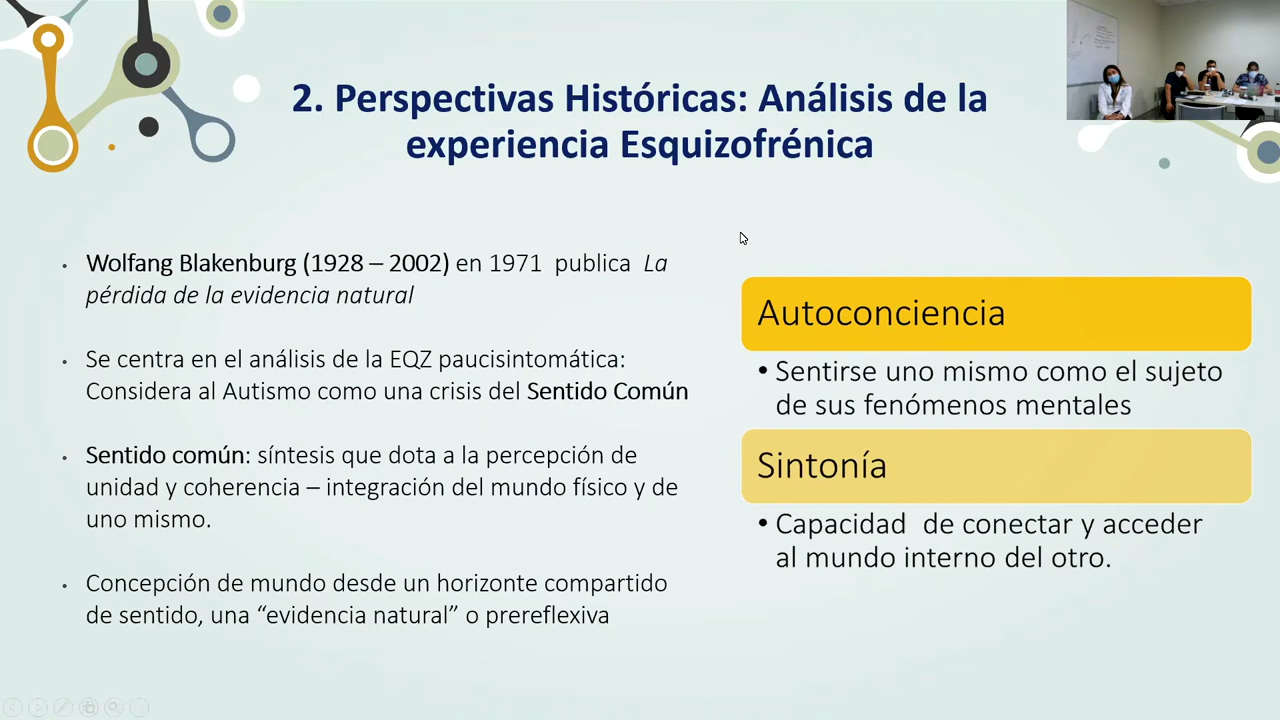 2. Perspectivas Históricas: Análisis de la
experiencia Esquizofrénica
• Wolfang Blakenburg (1928 – 2002) en 1971 publica La
pérdida de la evidencia natural
• Se centra en el análisis de la EQZ paucisintomática:
Considera al Autismo como una crisis del Sentido Común
• Sentido común: síntesis que dota a la percepción de
unidad y coherencia – integración del mundo físico y de
uno mismo.
• Concepción de mundo desde un horizonte compartido
de sentido, una “evidencia natural” o prereflexiva
Autoconciencia
• Sentirse uno mismo como el sujeto
de sus fenómenos mentales
Sintonía
• Capacidad de conectar y acceder
al mundo interno del otro.